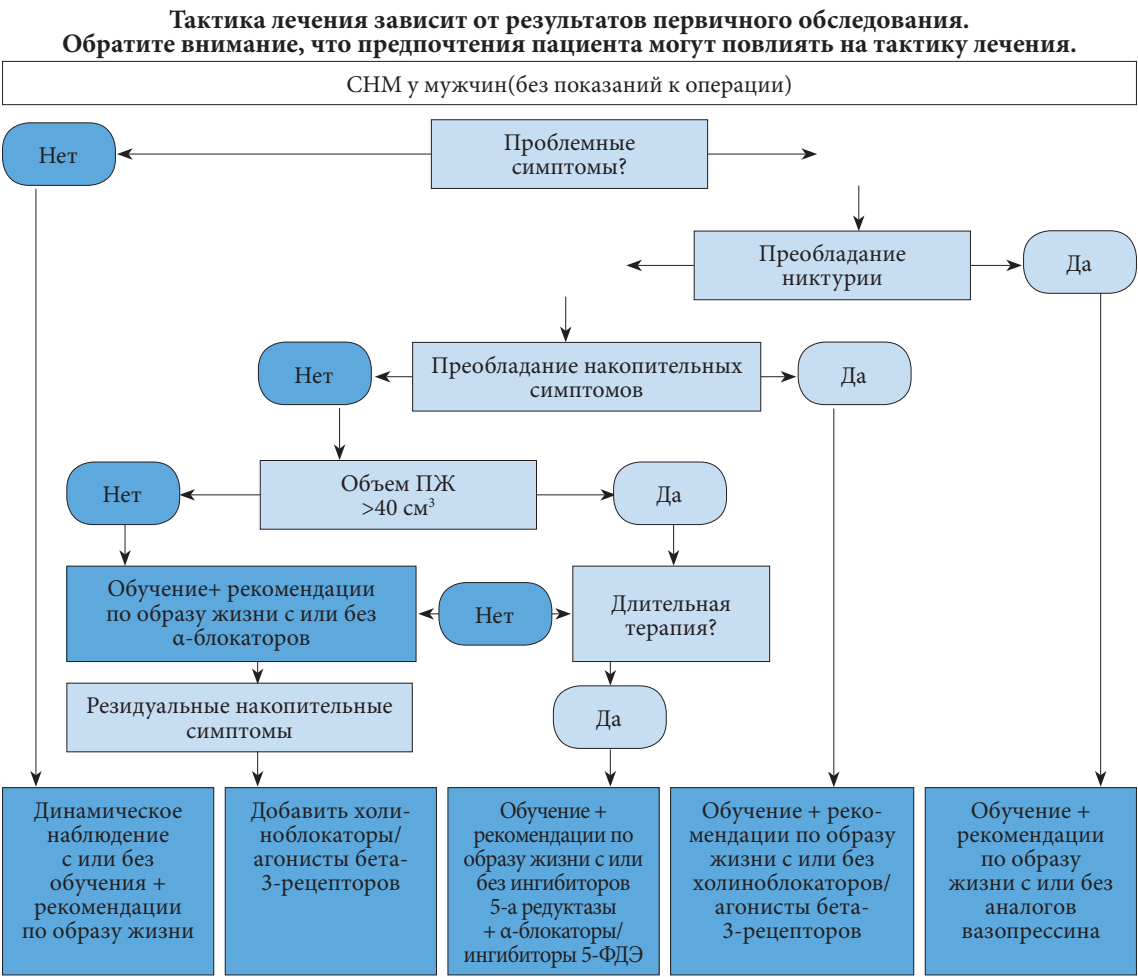 Тактика лечения зависит от результатов первичного обследования.
Обратите внимание, что предпочтения пациента могут повлиять на тактику лечения.
СНМ у мужчин(без показаний к операции)
Нет
Проблемные
симптомы?
Преобладание
никтурии
Да
Нет
Преобладание накопительных
симптомов
Да
Нет
Объем ПЖ
>40 см³
Да
Обучение+ рекомендации
по образу жизни с или без
α-блокаторов
Нет
Длительная
терапия?
Резидуальные накопительные
симптомы
Да
Динамическое
наблюдение
с или без
обучения +
рекомендации
по образу жизни
Добавить холи-
ноблокаторы/
агонисты бета-
3-рецепторов
Обучение +
рекомендации по
образу жизни с или
без ингибиторов
5-а редуктазы
+ α-блокаторы/
ингибиторы 5-ФДЭ
Обучение + реко-
мендации по образу
жизни с или без
холиноблокаторов/
агонисты бета-
3-рецепторов
Обучение +
рекомендации
по образу
жизни с или без
аналогов
вазопрессина